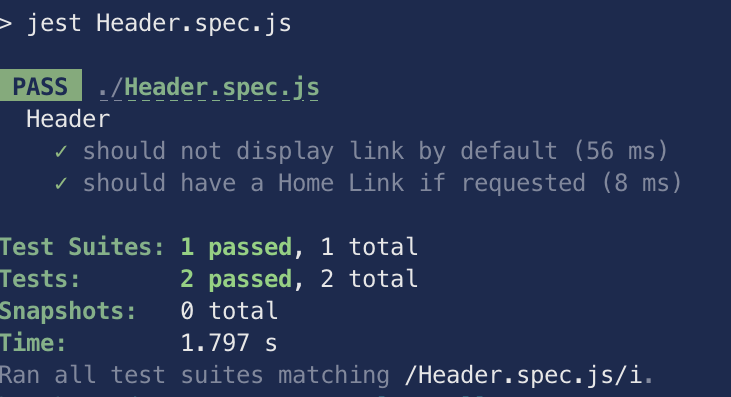 > jest Header.spec.js
PASS ./Header.spec.js
Header
✓ should not display link by default (56 ms)
✓ should have a Home Link if requested (8 ms)
Test Suites: 1 passed, 1 total
Tests: 2 passed, 2 total
Snapshots: 0 total
Time: 1.797 s
Ran all test suites matching /Header.spec.js/i.